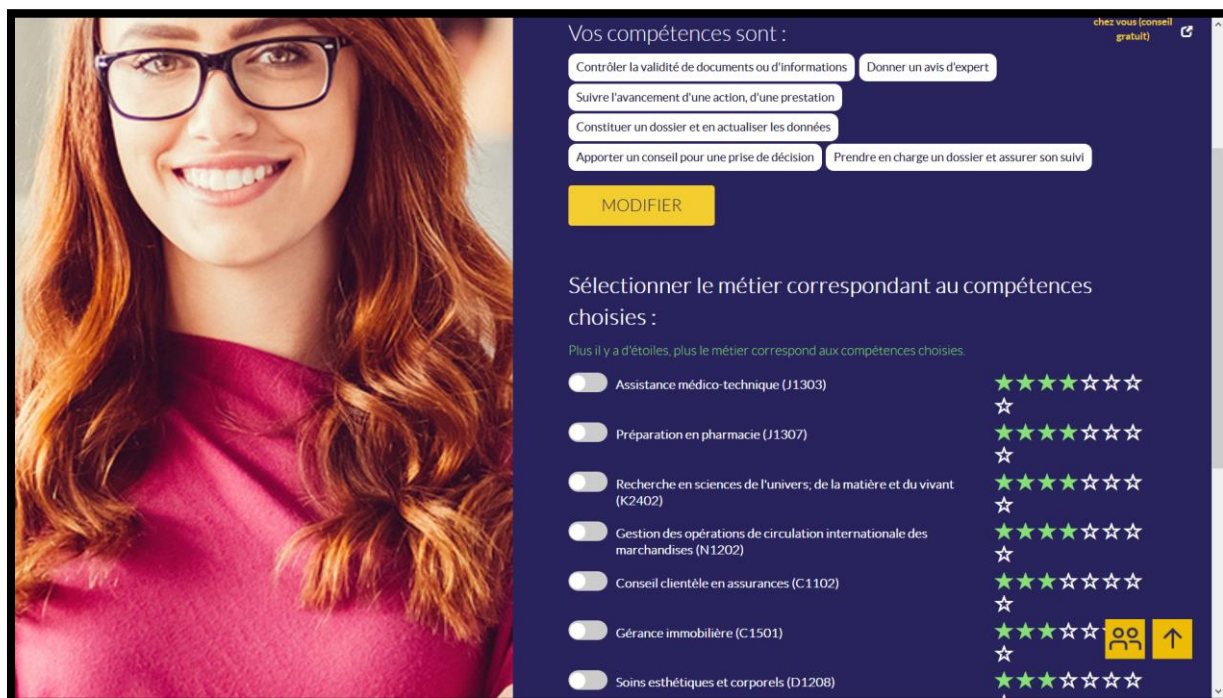 chez vous (conseil
gratuit)
Vos compétences sont :
Contrôler la validité de documents ou d'informations Donner un avis d'expert
Suivre l'avancement d'une action, d'une prestation
Constituer un dossier et en actualiser les données
Apporter un conseil pour une prise de décision Prendre en charge un dossier et assurer son suivi
MODIFIER
Sélectionner le métier correspondant au compétences
choisies :
Plus il y a d'étoiles, plus le métier correspond aux compétences choisies.
Assistance médico-technique (J1303)
Préparation en pharmacie (J1307)
Recherche en sciences de l'univers, de la matière et du vivant
(K2402)
Gestion des opérations de circulation internationale des
marchandises (N1202)
Conseil clientèle en assurances (C1102)
Gérance immobilière (C1501)
Soins esthétiques et corporels (D1208)